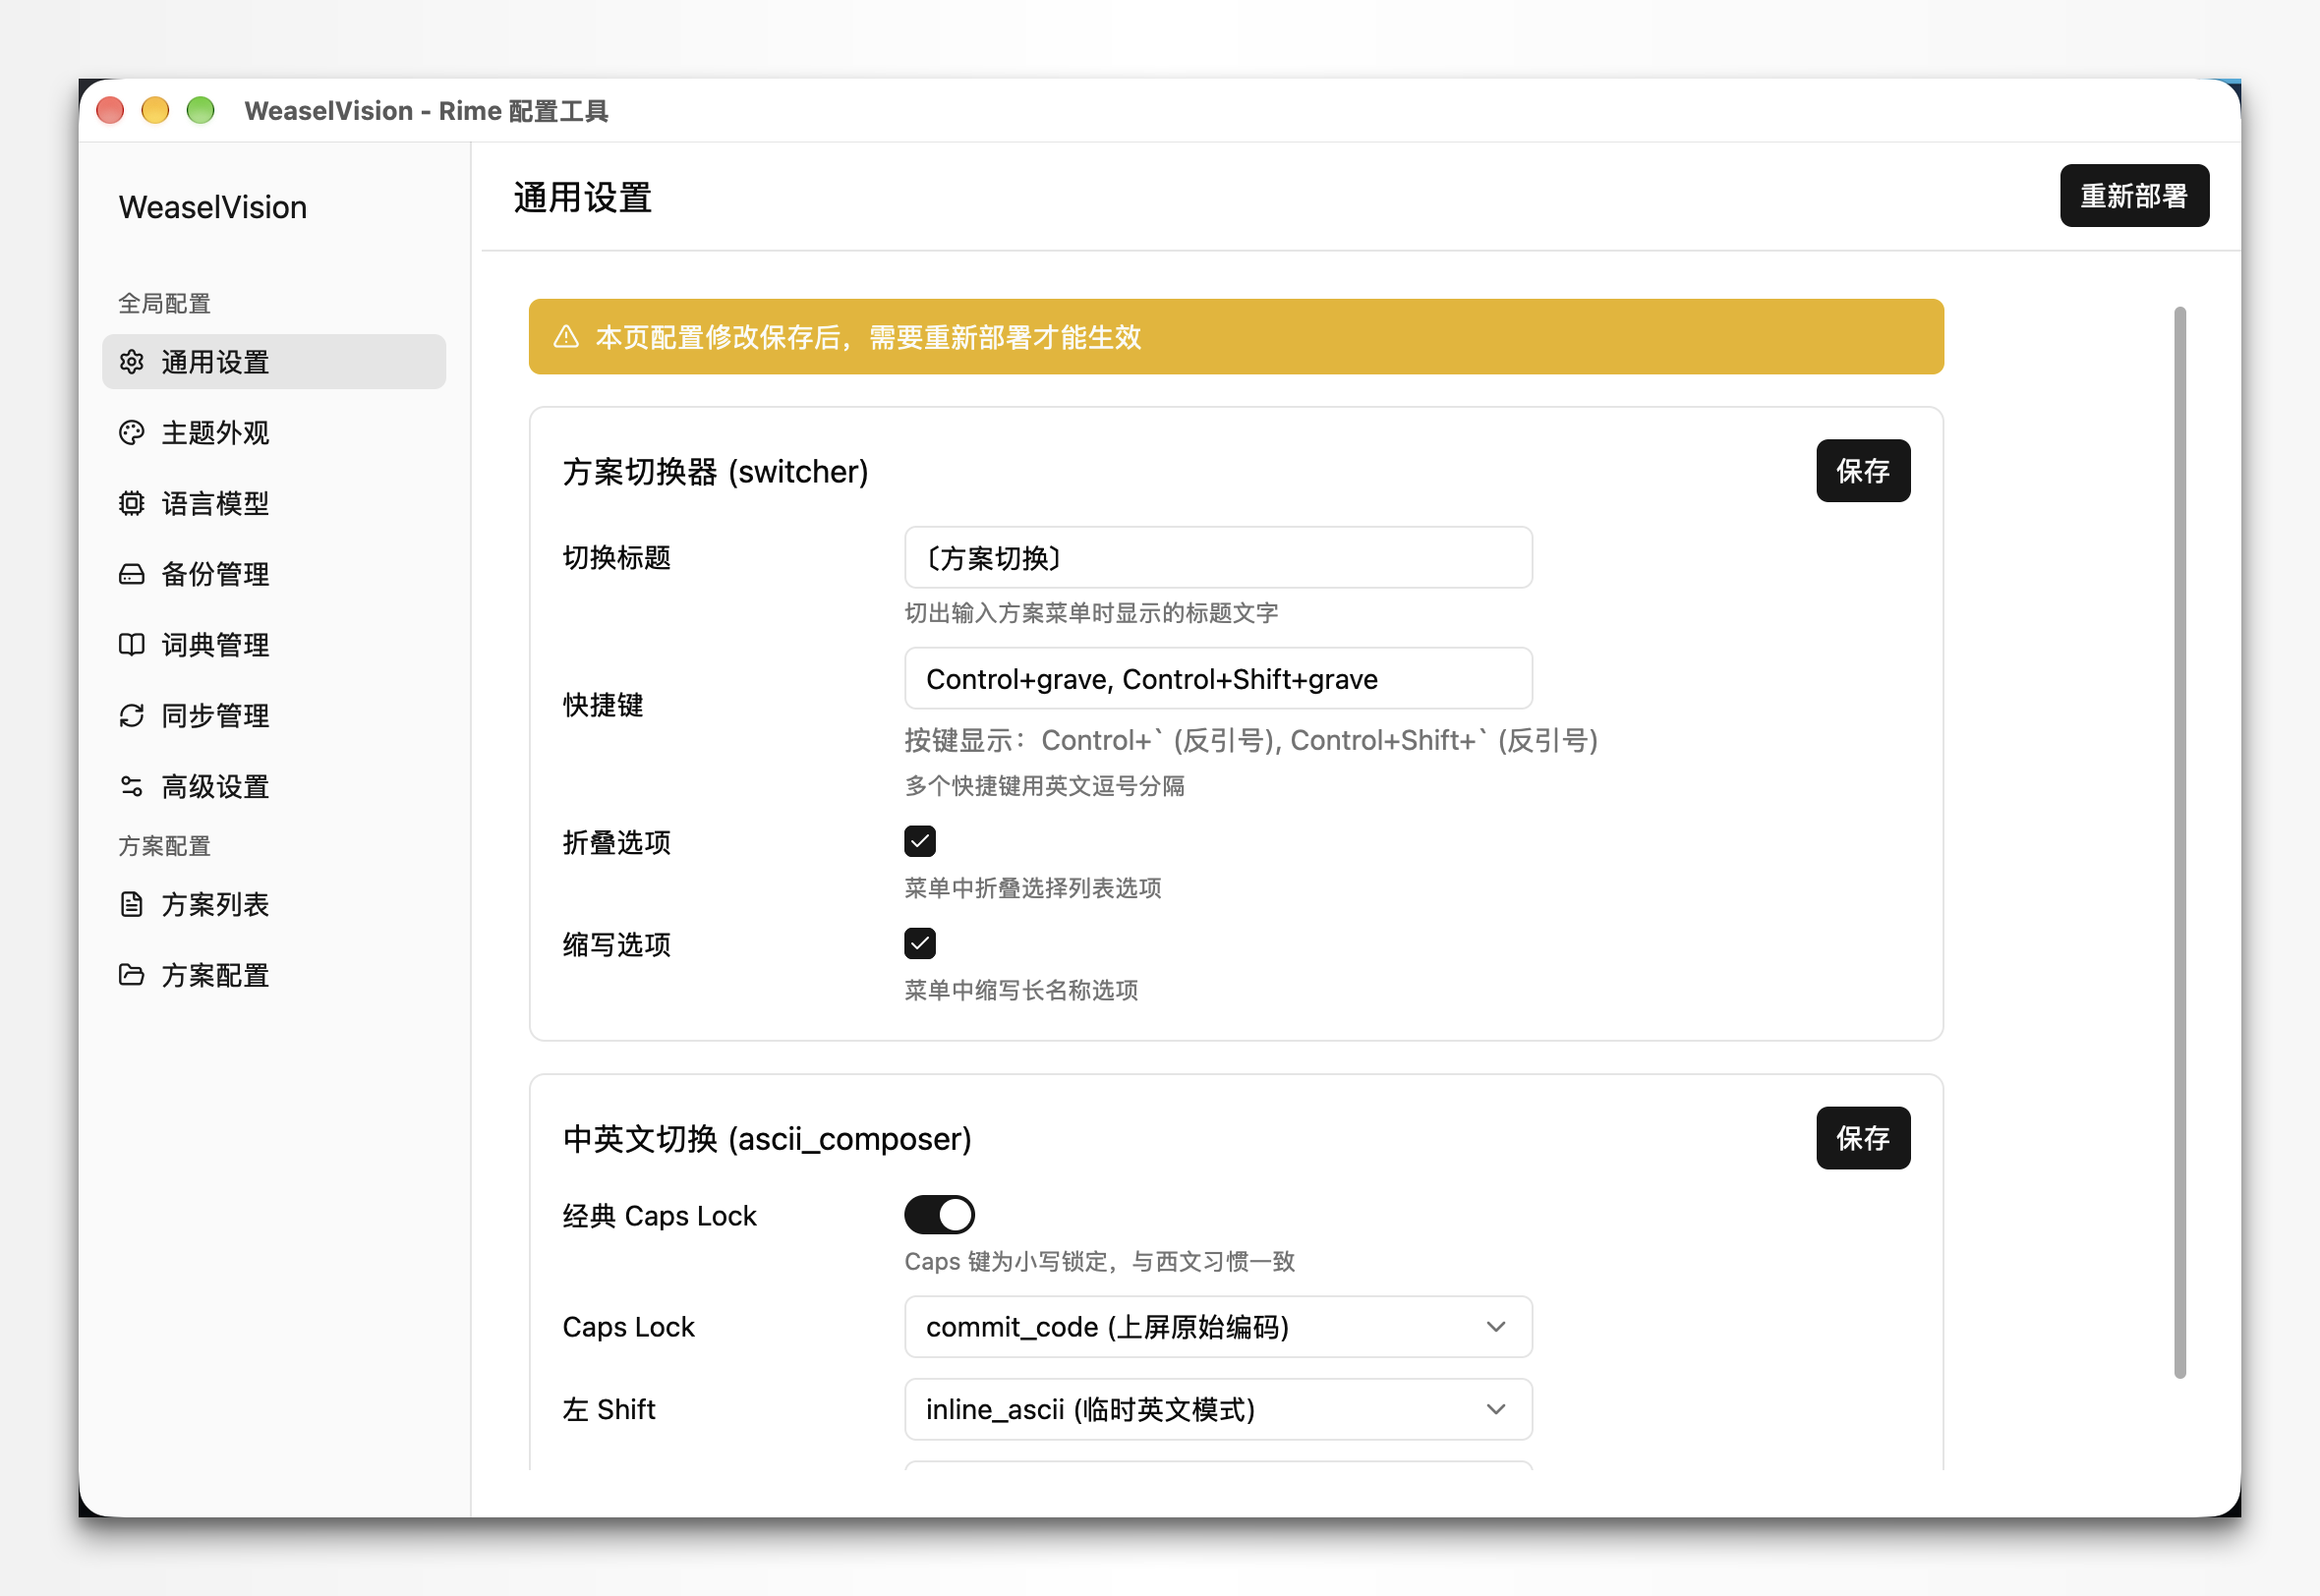 WeaselVision - Rime 配置工具
WeaselVision
全局配置
通用设置
主题外观
语言模型
备份管理
词典管理
同步管理
高级设置
方案配置
方案列表
方案配置
通用设置
重新部署
本页配置修改保存后，需要重新部署才能生效
方案切换器 (switcher)
保存
切换标题
〔方案切换〕
切出输入方案菜单时显示的标题文字
快捷键
Control+grave, Control+Shift+grave
按键显示：Control+` (反引号), Control+Shift+` (反引号)
多个快捷键用英文逗号分隔
折叠选项
菜单中折叠选择列表选项
缩写选项
菜单中缩写长名称选项
中英文切换 (ascii_composer)
保存
经典 Caps Lock
Caps 键为小写锁定，与西文习惯一致
Caps Lock
commit_code (上屏原始编码)
左 Shift
inline_ascii (临时英文模式)